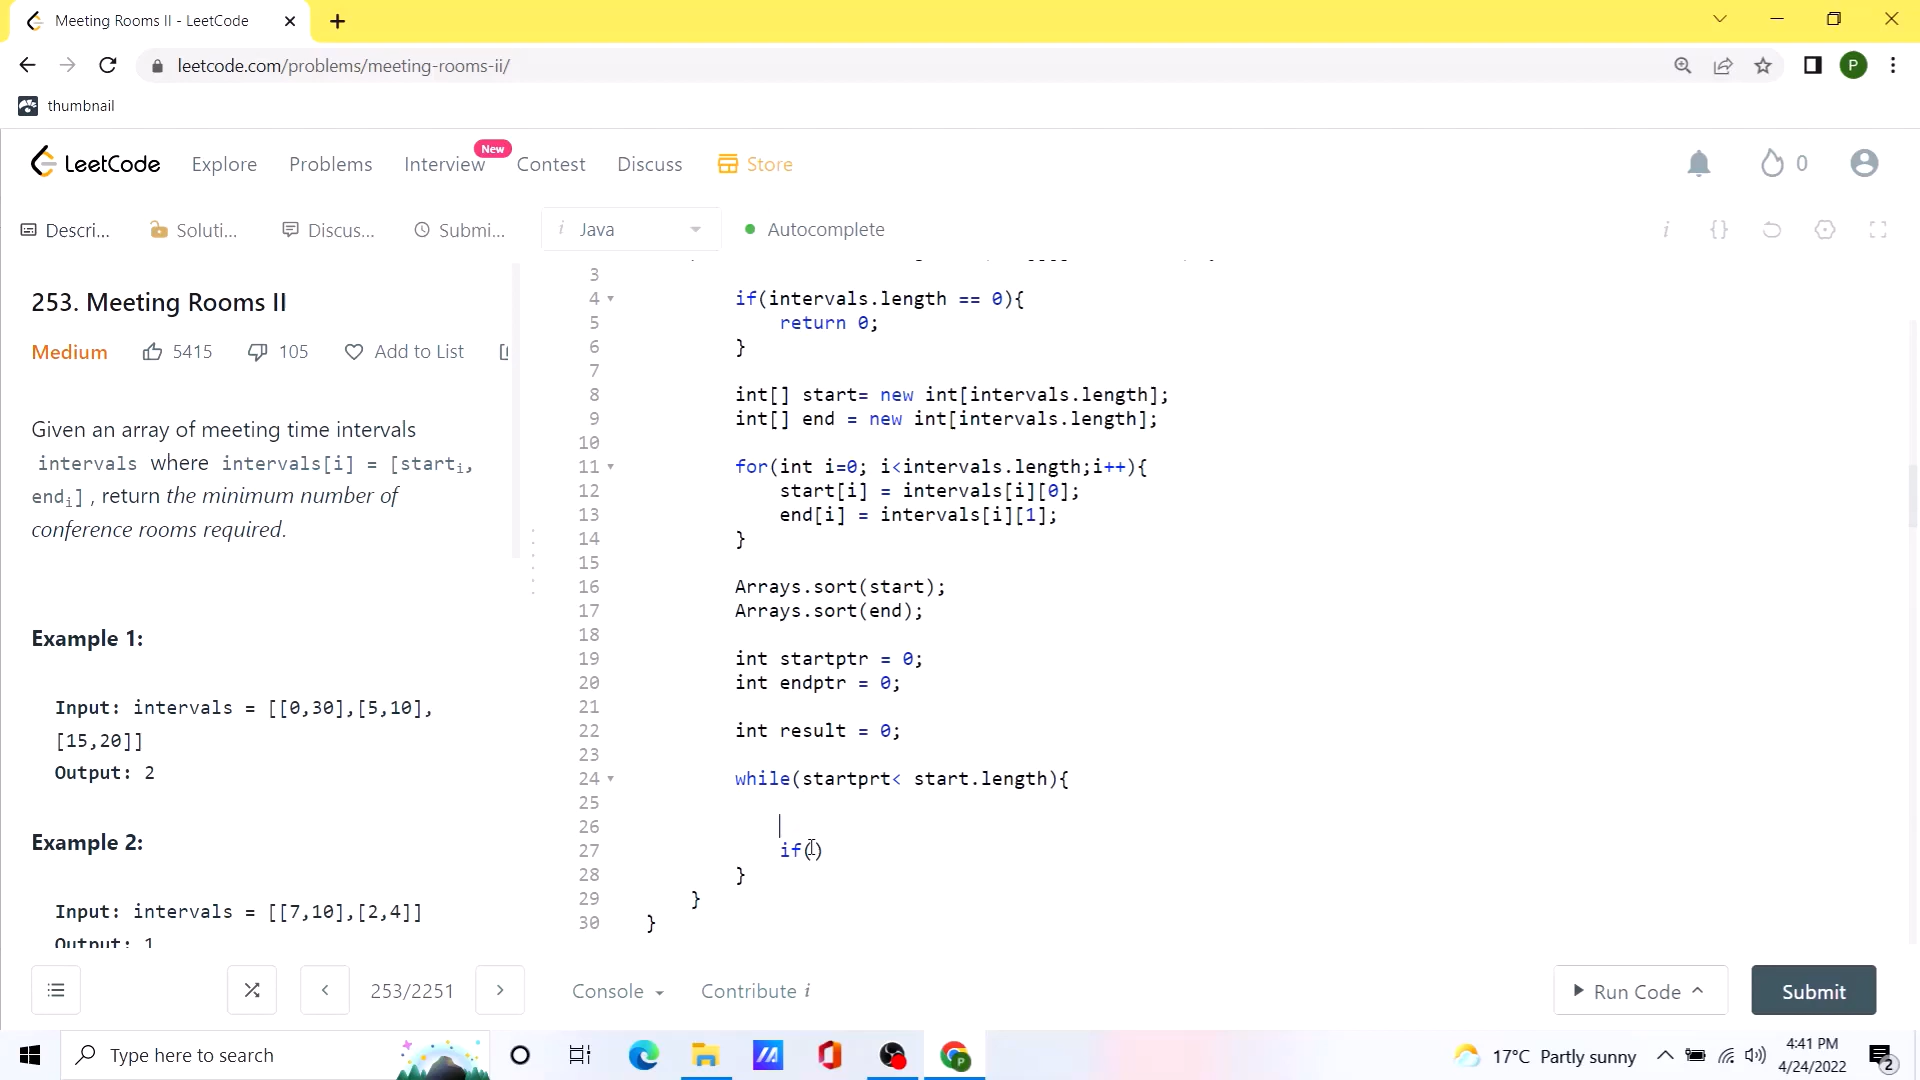 Meeting Rooms II - LeetCode
leetcode.com/problems/meeting-rooms-ii/
P
thumbnail
LeetCode Explore Problems Interview New Contest Discuss Store 0
Descri... Soluti... Discus... Submi... i Java Autocomplete i {}
253. Meeting Rooms II
Medium 5415 105 Add to List
Given an array of meeting time intervals
intervals where intervals[i] = [starti,
endi], return the minimum number of
conference rooms required.
Example 1:
Input: intervals = [[0,30],[5,10],
[15,20]]
Output: 2
Example 2:
Input: intervals = [[7,10],[2,4]]
Output: 1
3
4 if(intervals.length == 0){
5 return 0;
6 }
7
8 int[] start= new int[intervals.length];
9 int[] end = new int[intervals.length];
10
11 for(int i=0; i<intervals.length;i++){
12 start[i] = intervals[i][0];
13 end[i] = intervals[i][1];
14 }
15
16 Arrays.sort(start);
17 Arrays.sort(end);
18
19 int startptr = 0;
20 int endptr = 0;
21
22 int result = 0;
23
24 while(startprt< start.length){
25
26
27 if()
28 }
29 }
30 }
253/2251 Console Contribute i Run Code Submit
Type here to search 17°C Partly sunny 4:41 PM
4/24/2022 2